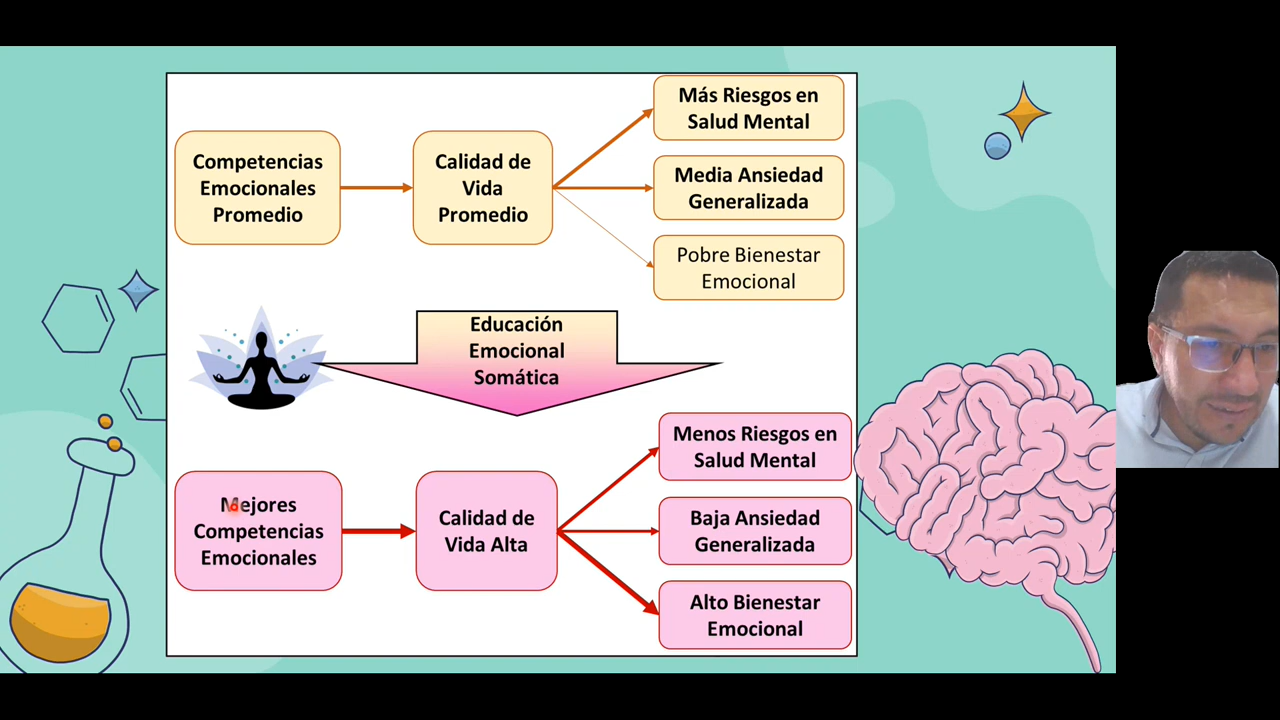 Competencias
Emocionales
Promedio
Calidad de
Vida
Promedio
Más Riesgos en
Salud Mental
Media Ansiedad
Generalizada
Pobre Bienestar
Emocional
Educación
Emocional
Somática
Mejores
Competencias
Emocionales
Calidad de
Vida Alta
Menos Riesgos en
Salud Mental
Baja Ansiedad
Generalizada
Alto Bienestar
Emocional